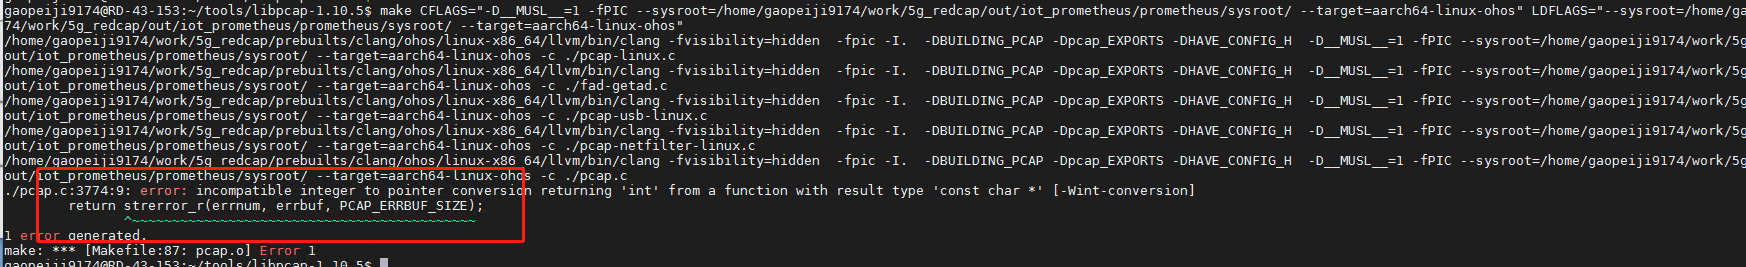 gaopeiji9174@RD-43-153:~/tools/libpcap-1.10.5$ make CFLAGS="-D__MUSL__=1 -fPIC --sysroot=/home/gaopeiji9174/work/5g_redcap/out/iot_prometheus/prometheus/sysroot/ --target=aarch64-linux-ohos" LDFLAGS="--sysroot=/home/ga
74/work/5g_redcap/out/iot_prometheus/prometheus/sysroot/ --target=aarch64-linux-ohos"
/home/gaopeiji9174/work/5g_redcap/prebuilts/clang/ohos/linux-x86_64/llvm/bin/clang -fvisibility=hidden  -fpic -I.  -DBUILDING_PCAP -Dpcap_EXPORTS -DHAVE_CONFIG_H  -D__MUSL__=1 -fPIC --sysroot=/home/gaopeiji9174/work/5g
out/iot_prometheus/prometheus/sysroot/ --target=aarch64-linux-ohos -c ./pcap-linux.c
/home/gaopeiji9174/work/5g_redcap/prebuilts/clang/ohos/linux-x86_64/llvm/bin/clang -fvisibility=hidden  -fpic -I.  -DBUILDING_PCAP -Dpcap_EXPORTS -DHAVE_CONFIG_H  -D__MUSL__=1 -fPIC --sysroot=/home/gaopeiji9174/work/5g
out/iot_prometheus/prometheus/sysroot/ --target=aarch64-linux-ohos -c ./fad-getad.c
/home/gaopeiji9174/work/5g_redcap/prebuilts/clang/ohos/linux-x86_64/llvm/bin/clang -fvisibility=hidden  -fpic -I.  -DBUILDING_PCAP -Dpcap_EXPORTS -DHAVE_CONFIG_H  -D__MUSL__=1 -fPIC --sysroot=/home/gaopeiji9174/work/5g
out/iot_prometheus/prometheus/sysroot/ --target=aarch64-linux-ohos -c ./pcap-usb-linux.c
/home/gaopeiji9174/work/5g_redcap/prebuilts/clang/ohos/linux-x86_64/llvm/bin/clang -fvisibility=hidden  -fpic -I.  -DBUILDING_PCAP -Dpcap_EXPORTS -DHAVE_CONFIG_H  -D__MUSL__=1 -fPIC --sysroot=/home/gaopeiji9174/work/5g
out/iot_prometheus/prometheus/sysroot/ --target=aarch64-linux-ohos -c ./pcap-netfilter-linux.c
/home/gaopeiji9174/work/5g_redcap/prebuilts/clang/ohos/linux-x86_64/llvm/bin/clang -fvisibility=hidden  -fpic -I.  -DBUILDING_PCAP -Dpcap_EXPORTS -DHAVE_CONFIG_H  -D__MUSL__=1 -fPIC --sysroot=/home/gaopeiji9174/work/5g
out/iot_prometheus/prometheus/sysroot/ --target=aarch64-linux-ohos -c ./pcap.c
./pcap.c:3774:9: error: incompatible integer to pointer conversion returning 'int' from a function with result type 'const char *' [-Wint-conversion]
        return strerror_r(errnum, errbuf, PCAP_ERRBUF_SIZE);
               ^~~~~~~~~~~~~~~~~~~~~~~~~~~~~~~~~~~~~~~~~~~~
1 error generated.
make: *** [Makefile:87: pcap.o] Error 1
gaopeiji9174@RD-43-153:~/tools/libpcap-1.10.5$